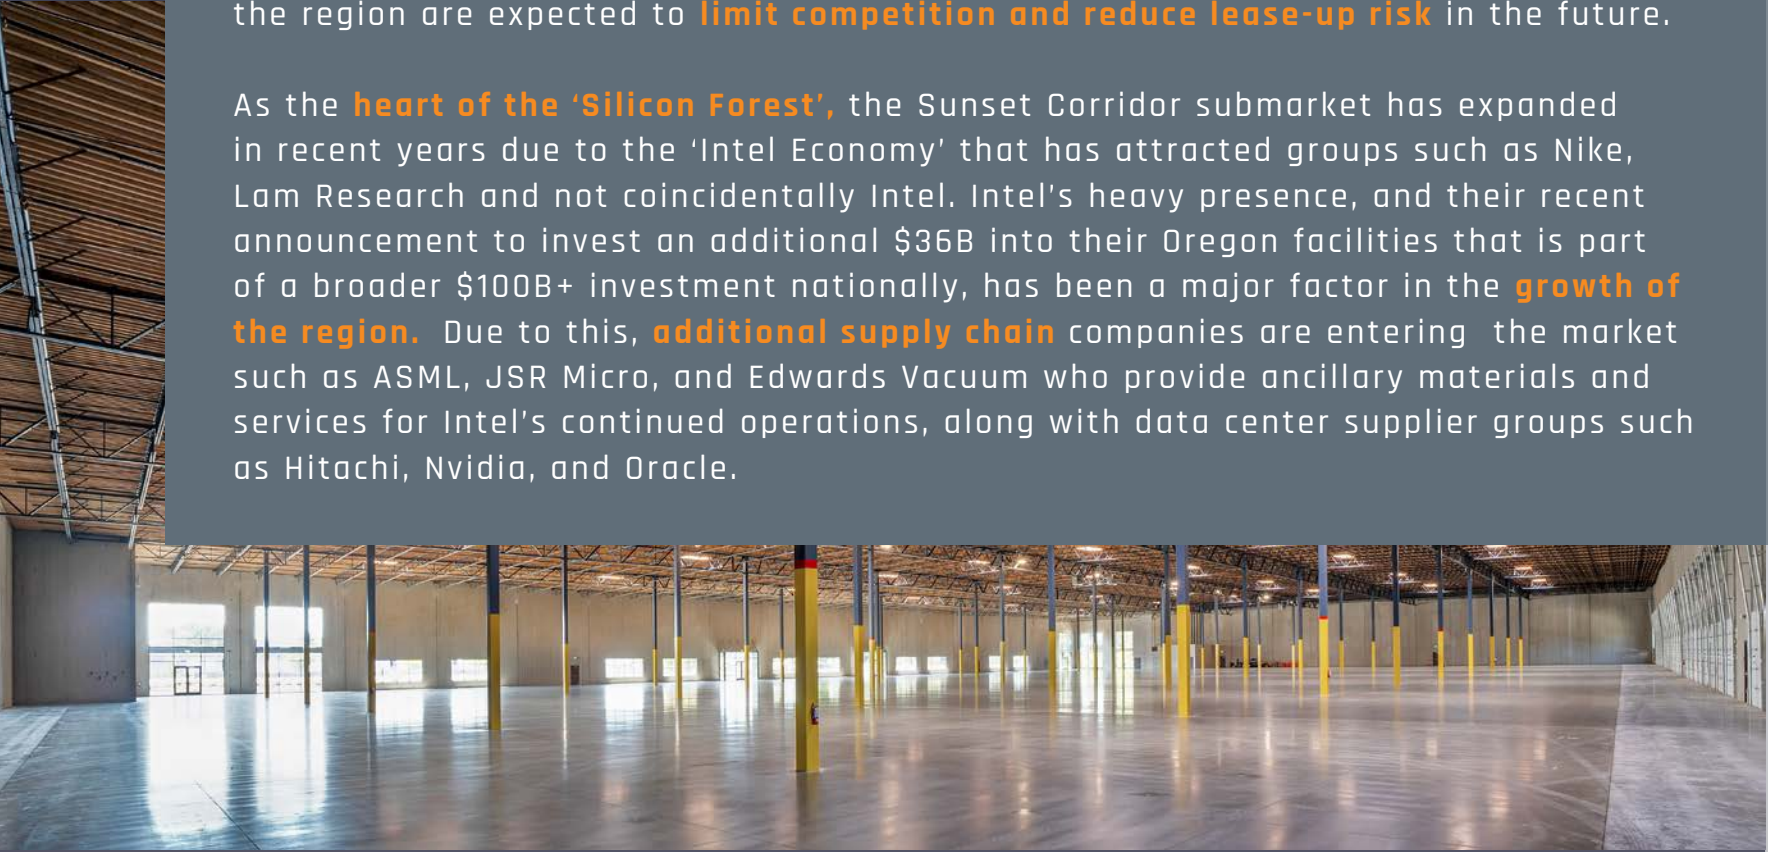 the region are expected to limit competition and reduce lease-up risk in the future.
As the heart of the ‘Silicon Forest’, the Sunset Corridor submarket has expanded
in recent years due to the ‘Intel Economy’ that has attracted groups such as Nike,
Lam Research and not coincidentally Intel. Intel’s heavy presence, and their recent
announcement to invest an additional $36B into their Oregon facilities that is part
of a broader $100B+ investment nationally, has been a major factor in the growth of
the region.  Due to this, additional supply chain companies are entering  the market
such as ASML, JSR Micro, and Edwards Vacuum who provide ancillary materials and
services for Intel’s continued operations, along with data center supplier groups such
as Hitachi, Nvidia, and Oracle.